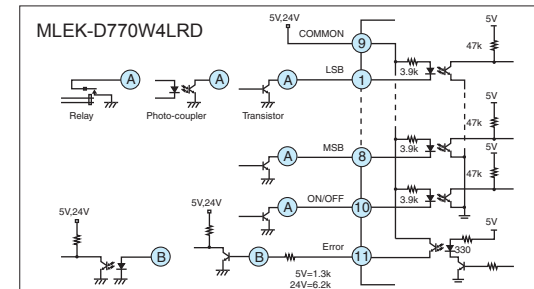 MLEK-D770W4LRD
5V,24V
COMMON
9
5V
47k
A
A
A
LSB
1
3.9k
Relay
Photo-coupler
Transistor
5V
47k
A
MSB
8
3.9k
5V
47k
A
ON/OFF
10
3.9k
5V,24V
5V,24V
5V
B
B
Error
11
330
5V=1.3k
24V=6.2k